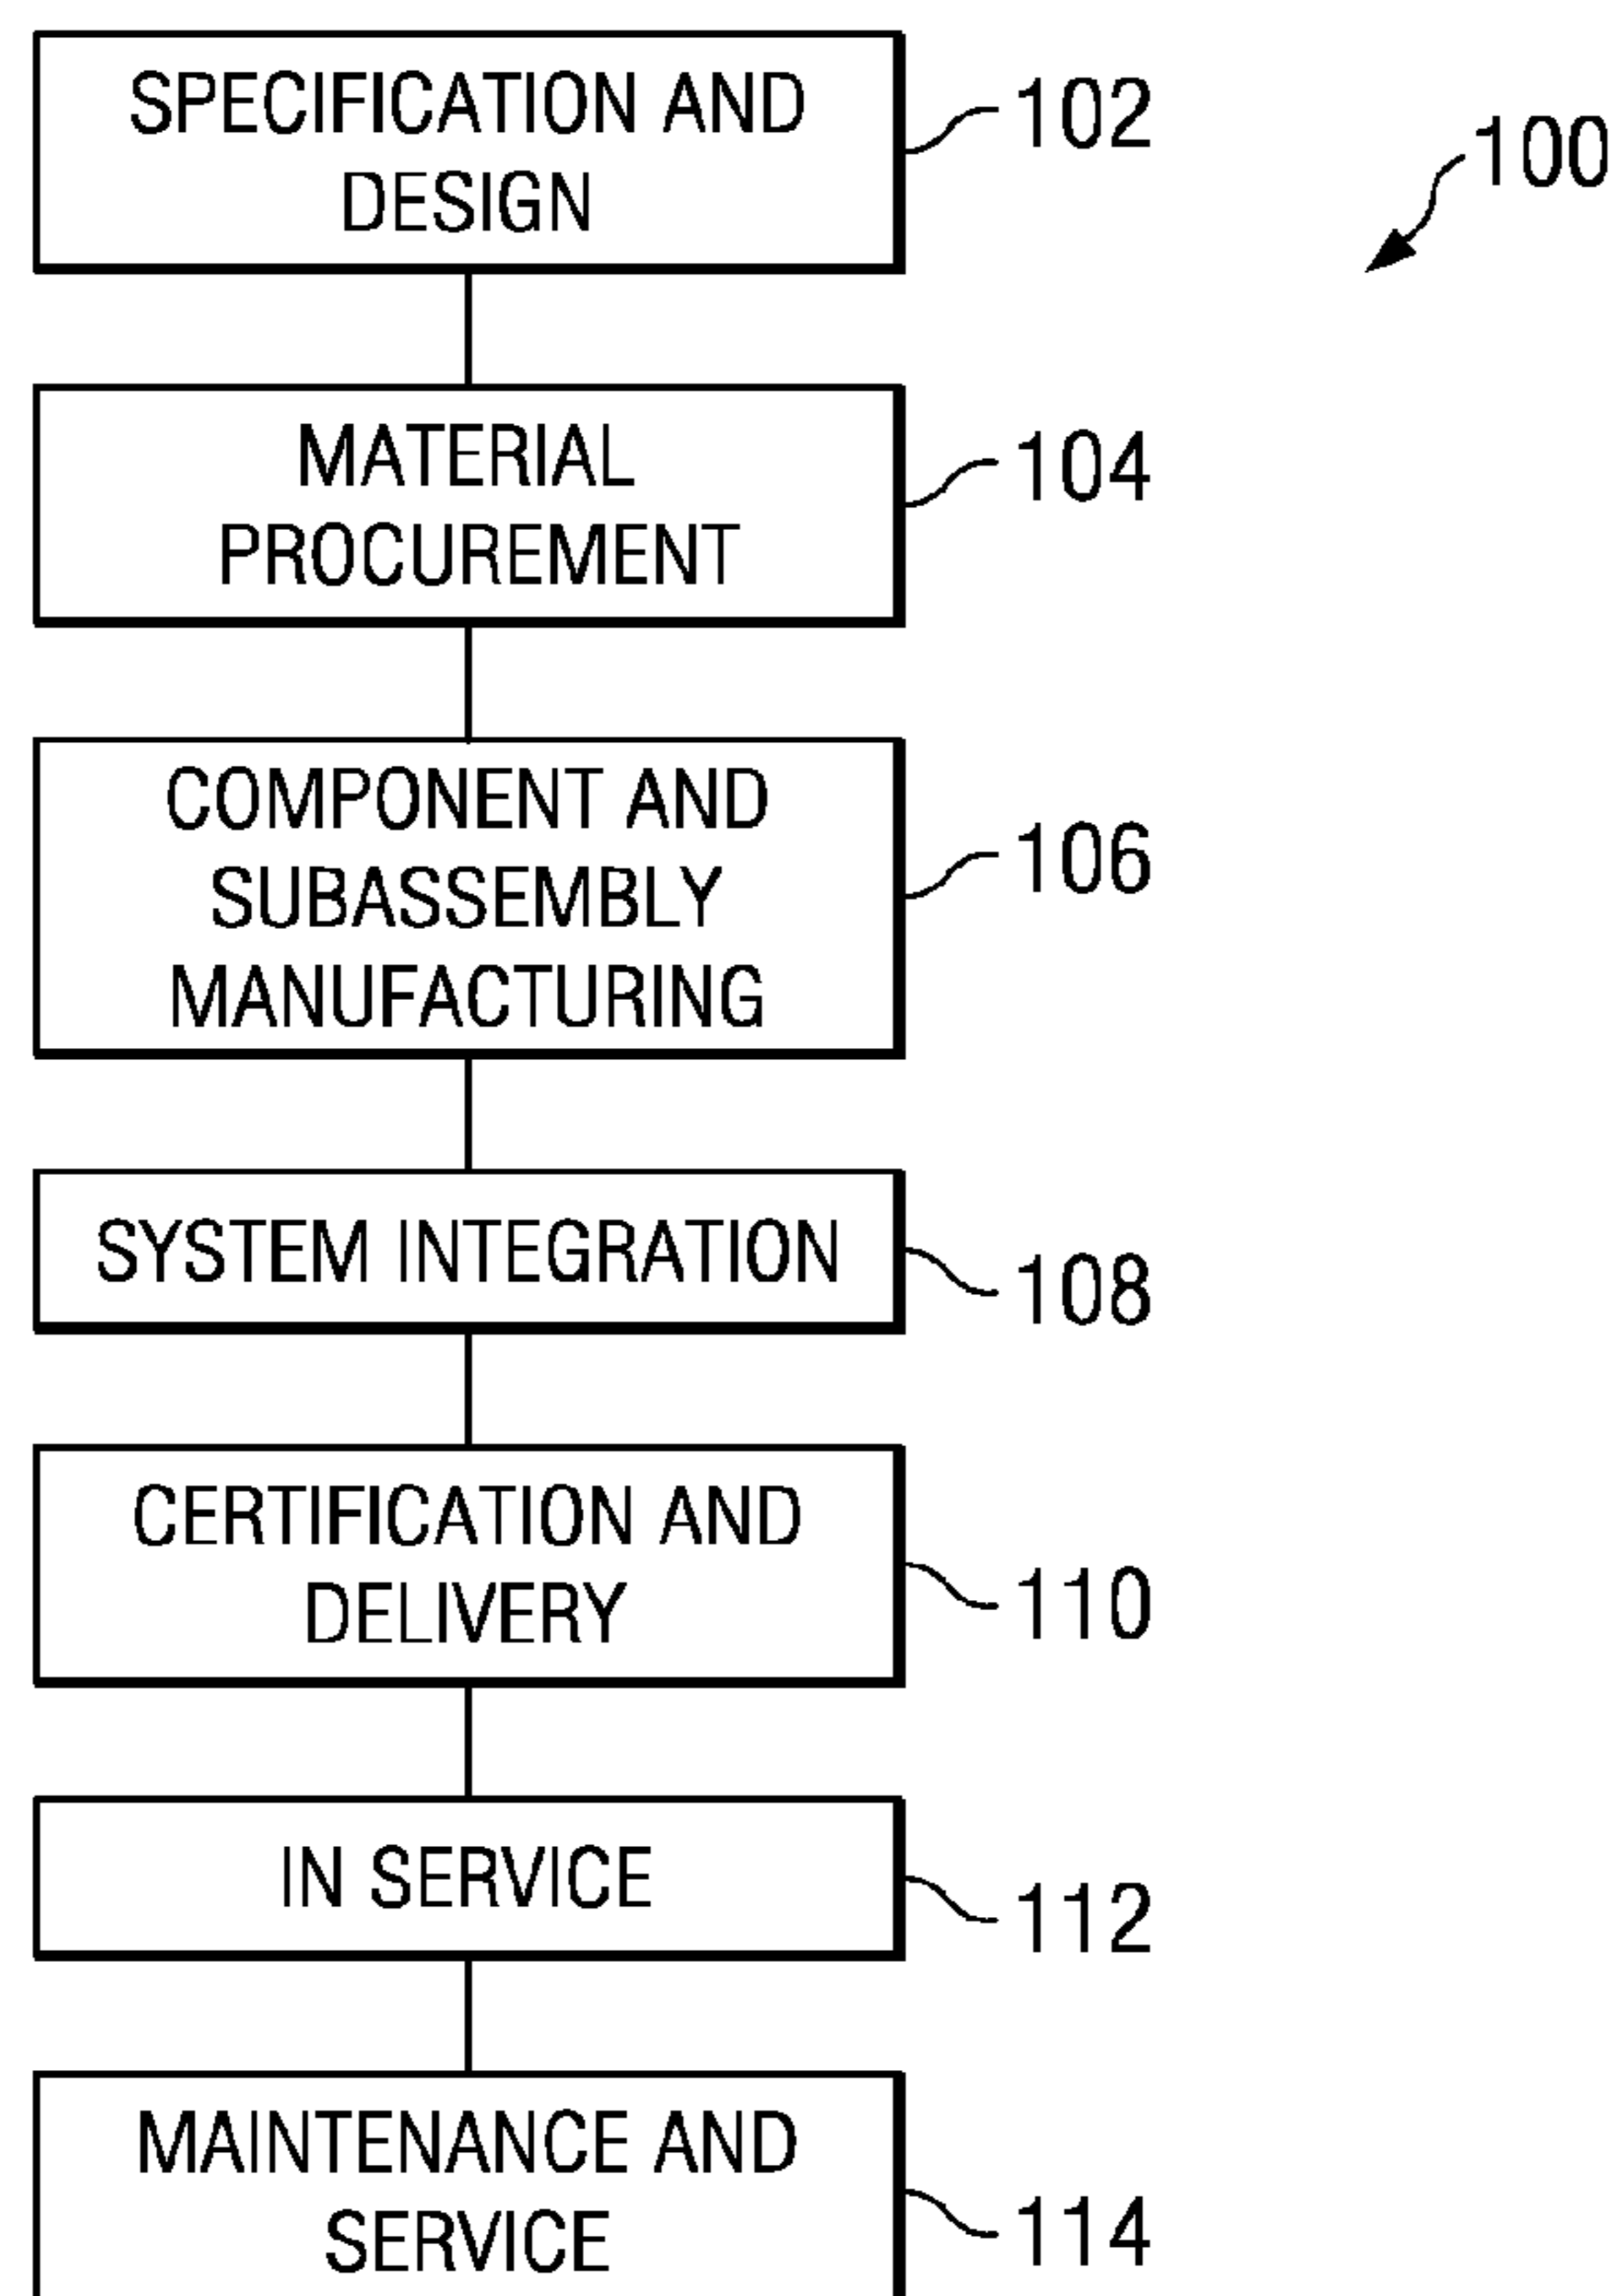 SPECIFICATION AND
DESIGN
102
100
MATERIAL
PROCUREMENT
104
COMPONENT AND
SUBASSEMBLY
MANUFACTURING
106
SYSTEM INTEGRATION
108
CERTIFICATION AND
DELIVERY
110
IN SERVICE
112
MAINTENANCE AND
SERVICE
114